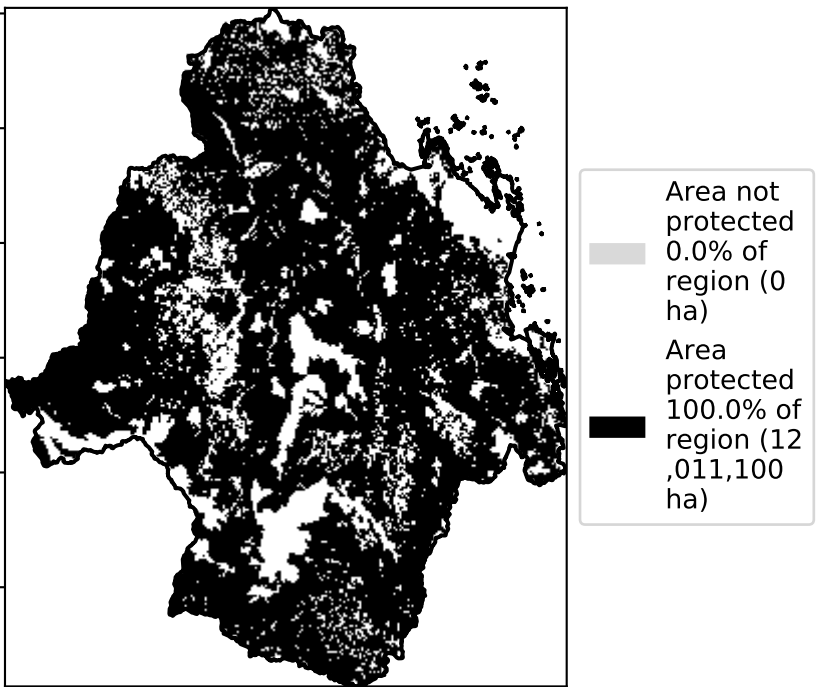 Area not
protected
0.0% of
region (0
ha)
Area
protected
100.0% of
region (12
,011,100
ha)